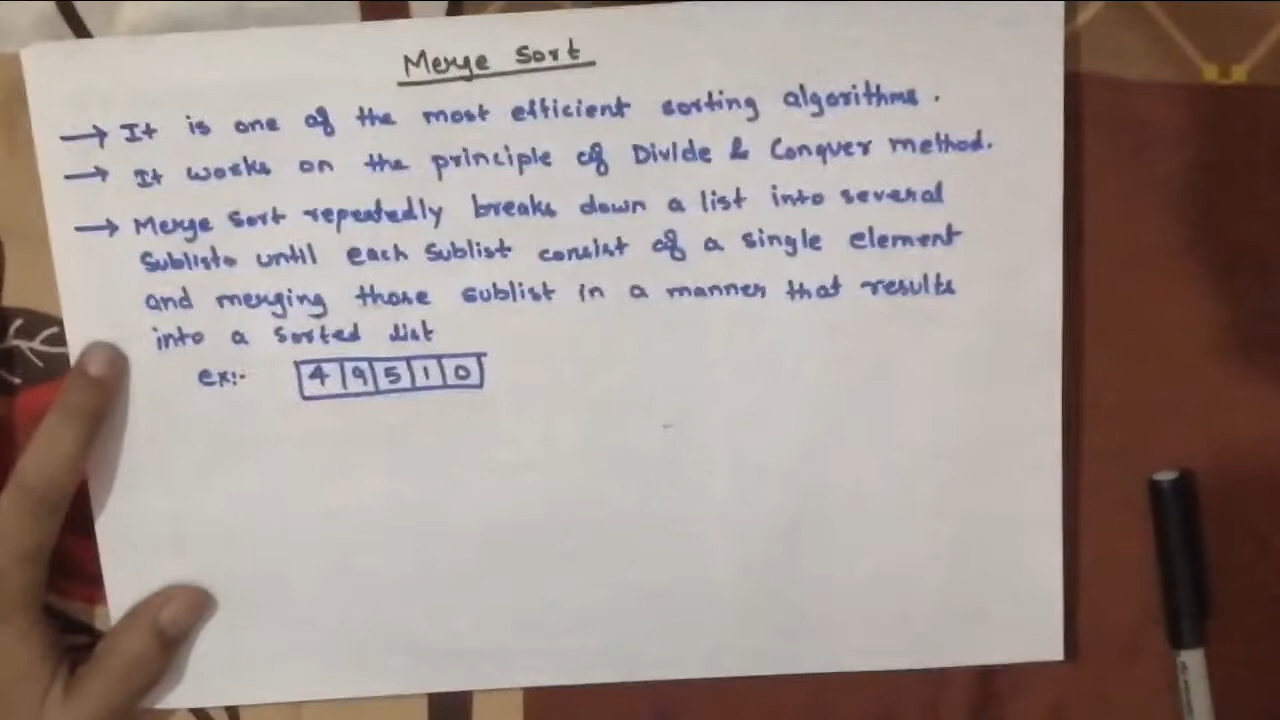 Merge Sort
→ It is one of the most efficient sorting algorithms.
→ It works on the principle of Divide & Conquer method.
→ Merge Sort repeatedly breaks down a list into several
Sublists until each Sublist consist of a single element
and merging those sublist in a manner that results
into a Sorted list
ex:- 4 9 5 1 0